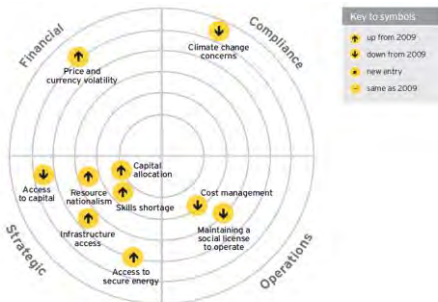 Financial
Compliance
Climate change
concerns
Price and
currency volatility
Capital
allocation
Access
to capital
Resource
nationalism
Skills shortage
Cost management
Infrastructure
access
Maintaining a
social license
to operate
Access to
secure energy
Strategic
Operations
Key to symbols
up from 2009
down from 2009
new entry
same as 2009